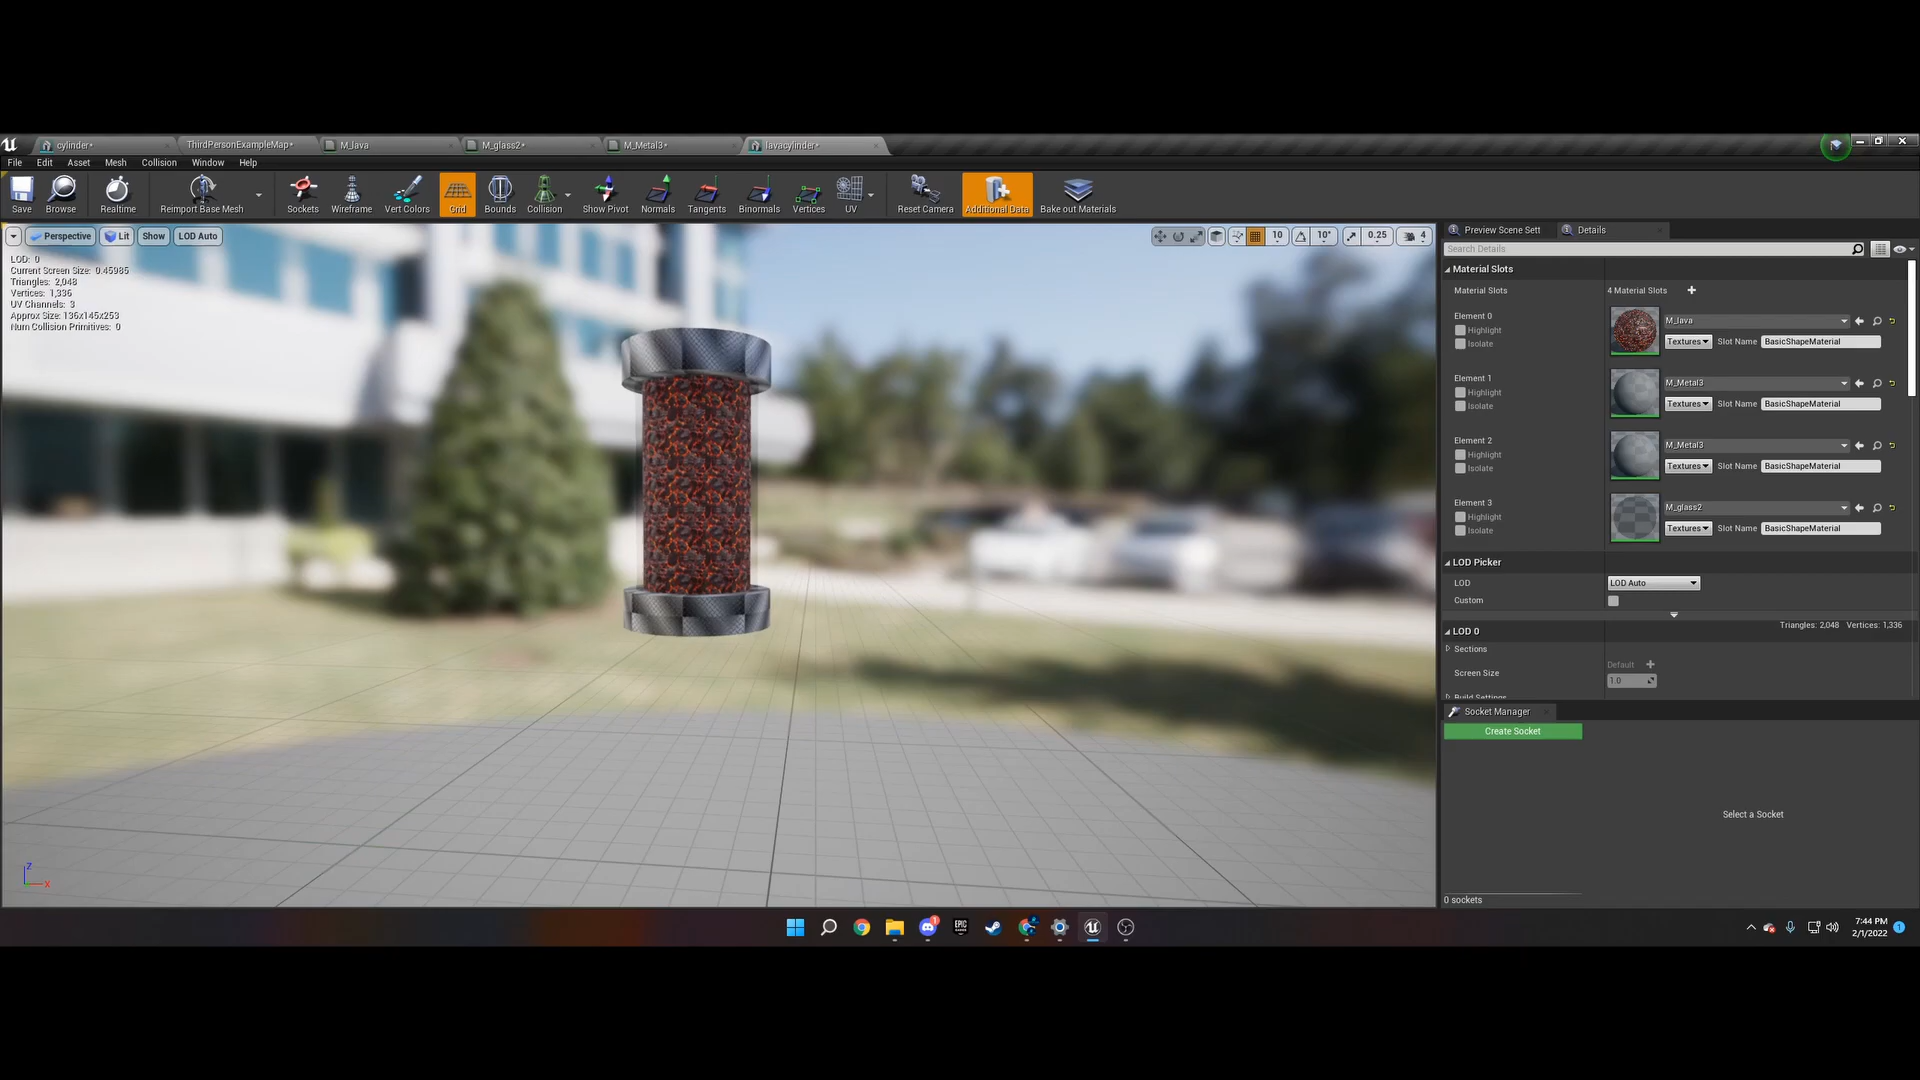 cylinder*
ThirdPersonExampleMap*
M_lava
M_glass2*
M_Metal3*
lavacylinder*
File Edit Asset Mesh Collision Window Help
Save Browse Realtime Reimport Base Mesh Sockets Wireframe Vert Colors Grid Bounds Collision Show Pivot Normals Tangents Binormals Vertices UV Reset Camera Additional Data Bake out Materials
Perspective Lit Show LOD Auto
10 10° 0.25 4
LOD: 0
Current Screen Size: 0.45985
Triangles: 2,048
Vertices: 1,336
UV Channels: 3
Approx Size: 136x145x253
Num Collision Primitives: 0
Z
X
Preview Scene Sett
Details
Search Details
Material Slots
Material Slots 4 Material Slots
Element 0
Highlight
Isolate
M_lava
Textures Slot Name BasicShapeMaterial
Element 1
Highlight
Isolate
M_Metal3
Textures Slot Name BasicShapeMaterial
Element 2
Highlight
Isolate
M_Metal3
Textures Slot Name BasicShapeMaterial
Element 3
Highlight
Isolate
M_glass2
Textures Slot Name BasicShapeMaterial
LOD Picker
LOD LOD Auto
Custom
Triangles: 2,048 Vertices: 1,336
LOD 0
Sections
Default
Screen Size
1.0
Build Settings
Socket Manager
Create Socket
Select a Socket
0 sockets
EPIC
GAMES
1
7:44 PM
2/1/2022
1